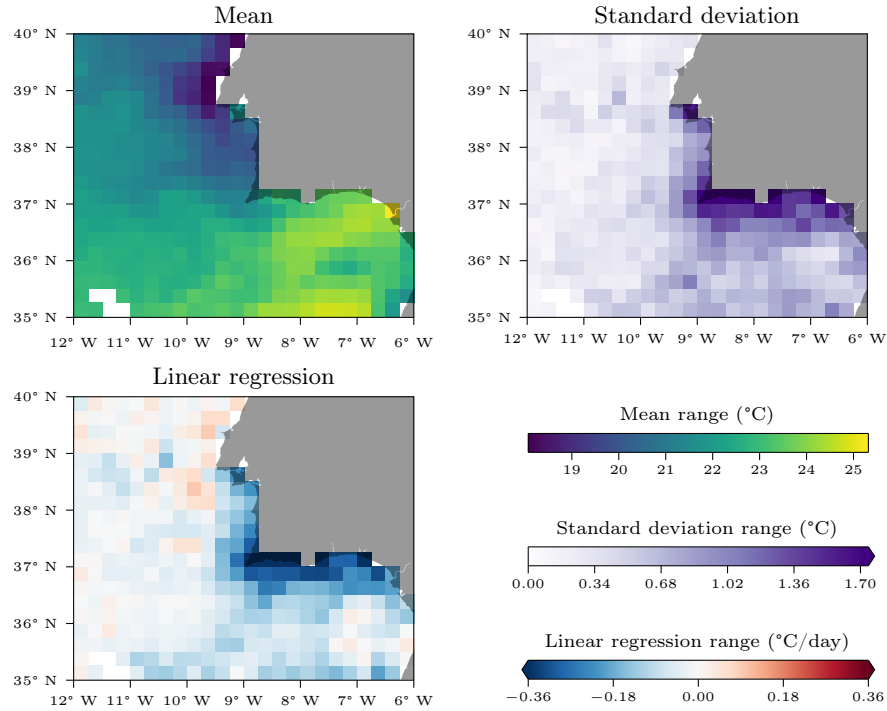 Mean
Standard deviation
40° N
39° N
38° N
37° N
36° N
35° N
12° W 11° W 10° W 9° W 8° W 7° W 6° W
40° N
39° N
38° N
37° N
36° N
35° N
12° W 11° W 10° W 9° W 8° W 7° W 6° W
Linear regression
40° N
39° N
38° N
37° N
36° N
35° N
12° W 11° W 10° W 9° W 8° W 7° W 6° W
Mean range (°C)
19 20 21 22 23 24 25
Standard deviation range (°C)
0.00 0.34 0.68 1.02 1.36 1.70
Linear regression range (°C/day)
−0.36 −0.18 0.00 0.18 0.36